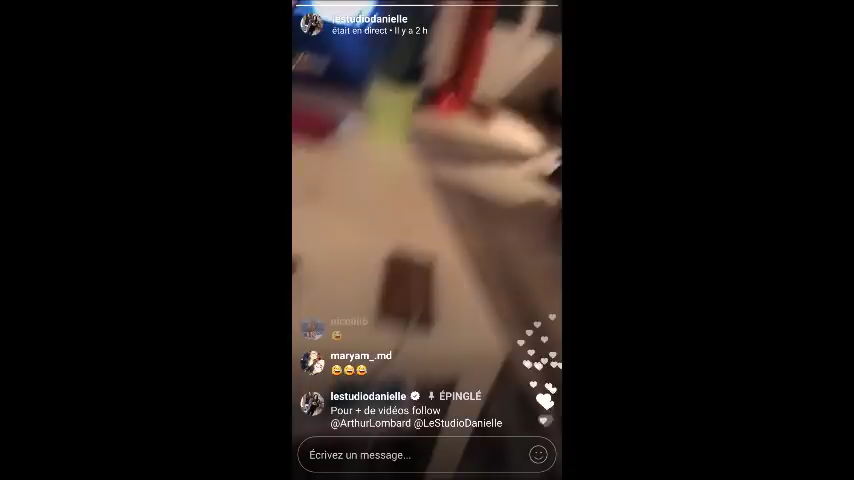 lestudiodanielle
était en direct • Il y a 2 h
maryam_.md
😂😂😂
lestudiodanielle ÉPINGLÉ
Pour + de vidéos follow
@ArthurLombard @LeStudioDanielle
Écrivez un message...